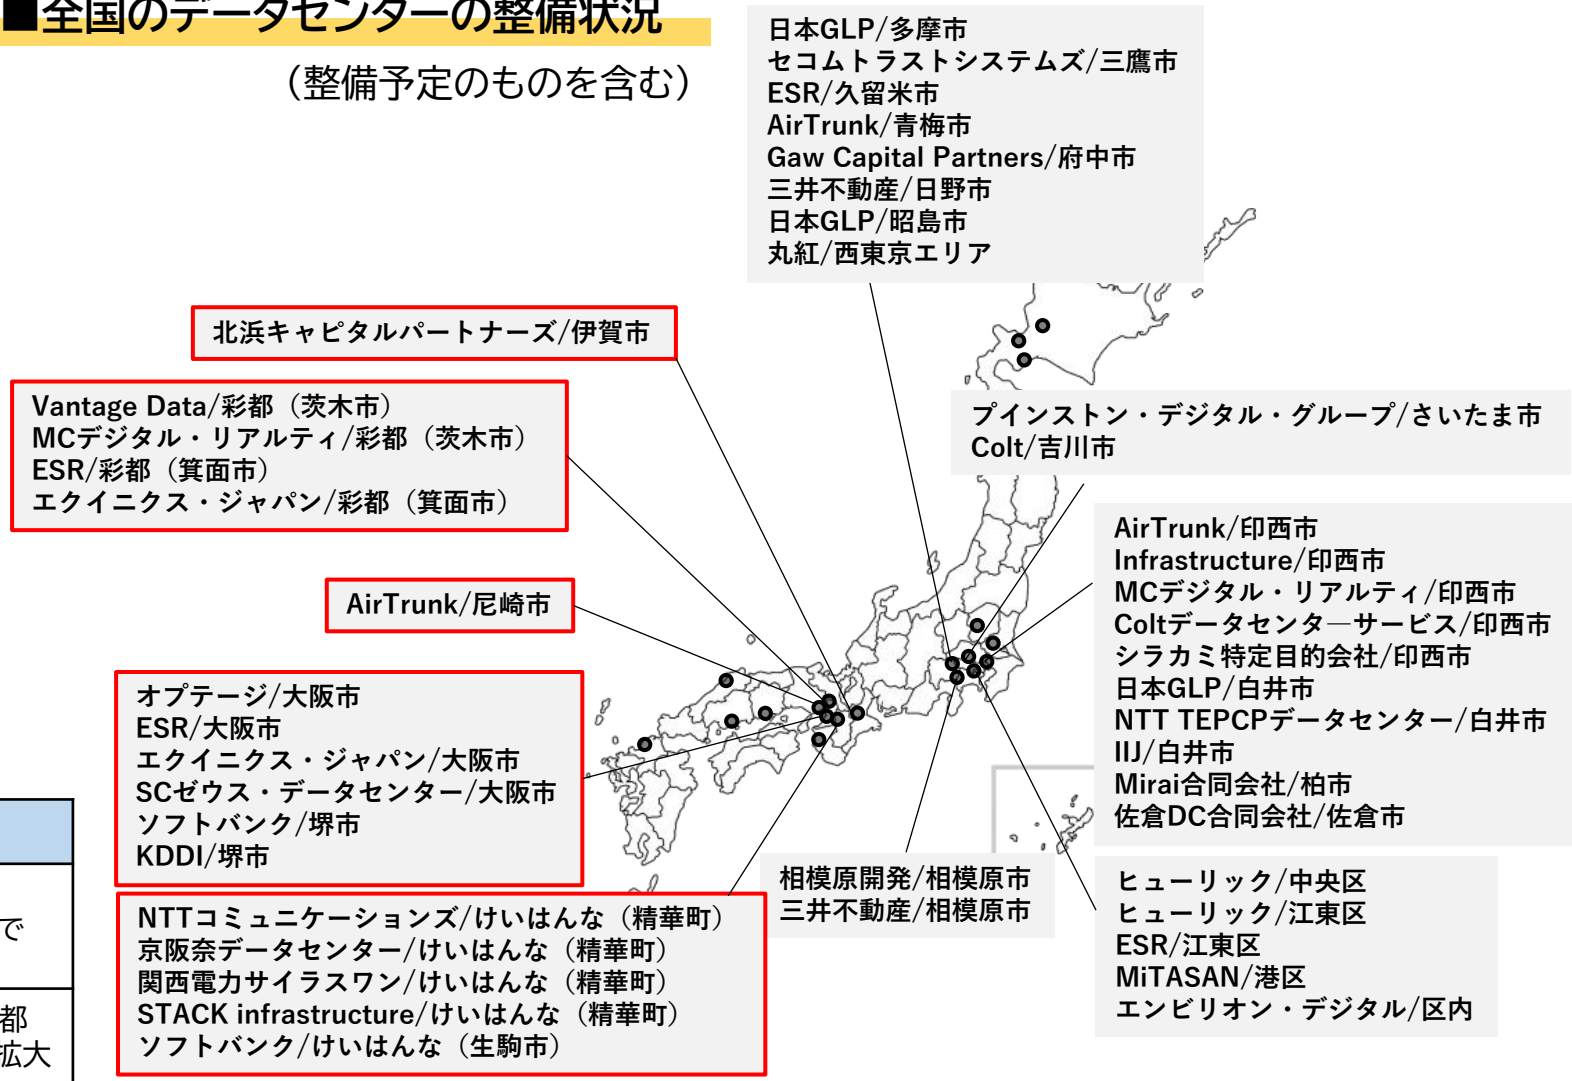 ■全国のデータセンターの整備状況
（整備予定のものを含む）
日本GLP/多摩市
セコムトラストシステムズ/三鷹市
ESR/久留米市
AirTrunk/青梅市
Gaw Capital Partners/府中市
三井不動産/日野市
日本GLP/昭島市
丸紅/西東京エリア
北浜キャピタルパートナーズ/伊賀市
Vantage Data/彩都（茨木市）
MCデジタル・リアルティ/彩都（茨木市）
ESR/彩都（箕面市）
エクイニクス・ジャパン/彩都（箕面市）
プインストン・デジタル・グループ/さいたま市
Colt/吉川市
AirTrunk/印西市
Infrastructure/印西市
MCデジタル・リアルティ/印西市
Coltデータセンタ―サービス/印西市
シラカミ特定目的会社/印西市
日本GLP/白井市
NTT TEPCPデータセンター/白井市
IIJ/白井市
Mirai合同会社/柏市
佐倉DC合同会社/佐倉市
AirTrunk/尼崎市
オプテージ/大阪市
ESR/大阪市
エクイニクス・ジャパン/大阪市
SCゼウス・データセンター/大阪市
ソフトバンク/堺市
KDDI/堺市
相模原開発/相模原市
三井不動産/相模原市
ヒューリック/中央区
ヒューリック/江東区
ESR/江東区
MiTASAN/港区
エンビリオン・デジタル/区内
NTTコミュニケーションズ/けいはんな（精華町）
京阪奈データセンター/けいはんな（精華町）
関西電力サイラスワン/けいはんな（精華町）
STACK infrastructure/けいはんな（精華町）
ソフトバンク/けいはんな（生駒市）
で
都
拡大